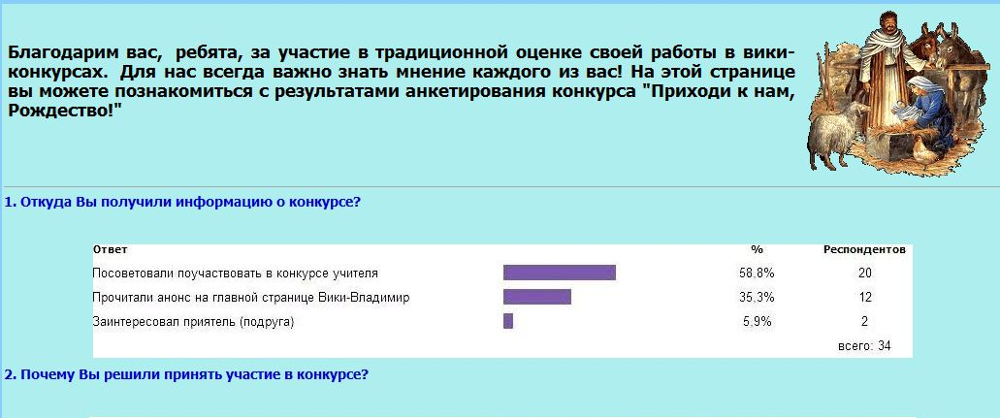 Благодарим вас, ребята, за участие в традиционной оценке своей работы в вики-
конкурсах. Для нас всегда важно знать мнение каждого из вас! На этой странице
вы можете познакомиться с результатами анкетирования конкурса "Приходи к нам,
Рождество!"
1. Откуда Вы получили информацию о конкурсе?
Ответ % Респондентов
Посоветовали поучаствовать в конкурсе учителя 58,8% 20
Прочитали анонс на главной странице Вики-Владимир 35,3% 12
Заинтересовал приятель (подруга) 5,9% 2
всего: 34
2. Почему Вы решили принять участие в конкурсе?